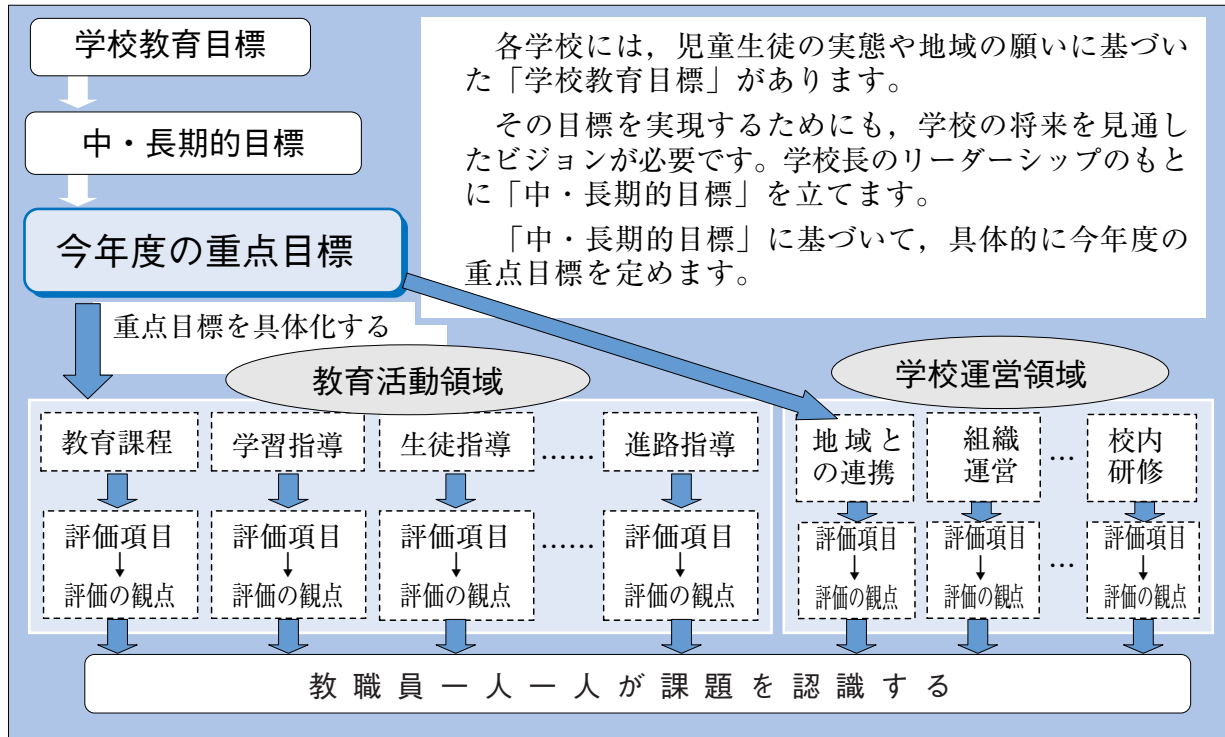 学校教育目標
中・長期的目標
今年度の重点目標
各学校には，児童生徒の実態や地域の願いに基づい
た「学校教育目標」があります。
その目標を実現するためにも，学校の将来を見通し
たビジョンが必要です。学校長のリーダーシップのもと
に「中・長期的目標」を立てます。
「中・長期的目標」に基づいて，具体的に今年度の
重点目標を定めます。
重点目標を具体化する
教育活動領域
教育課程
学習指導
生徒指導
……
進路指導
評価項目
評価の観点
評価項目
評価の観点
評価項目
評価の観点
……
評価項目
評価の観点
学校運営領域
地域と
の連携
組織
運営
…
校内
研修
評価項目
評価の観点
評価項目
評価の観点
…
評価項目
評価の観点
教職員一人一人が課題を認識する